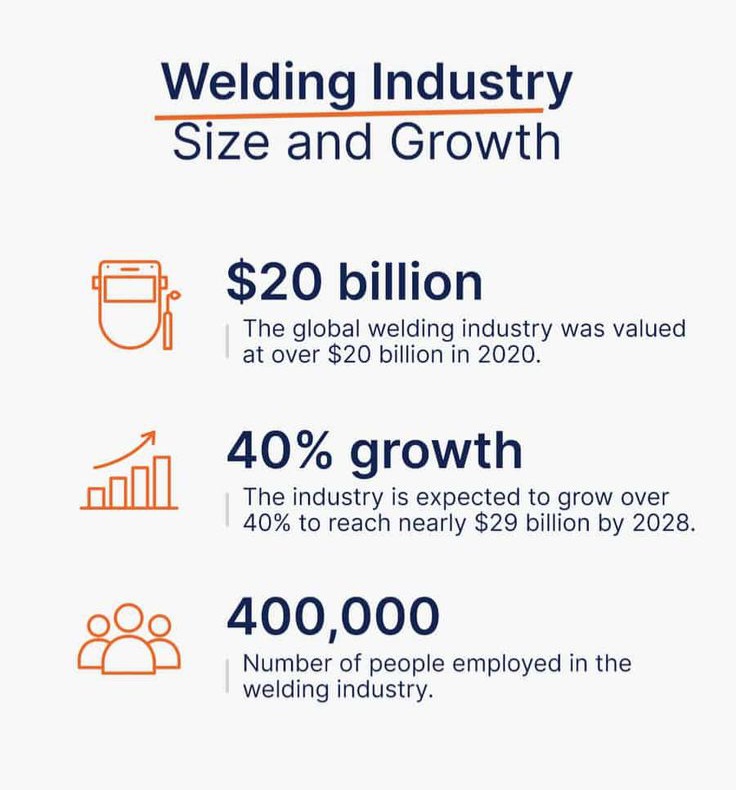 Welding Industry
Size and Growth
$20 billion
The global welding industry was valued
at over $20 billion in 2020.
40% growth
The industry is expected to grow over
40% to reach nearly $29 billion by 2028.
400,000
Number of people employed in the
welding industry.